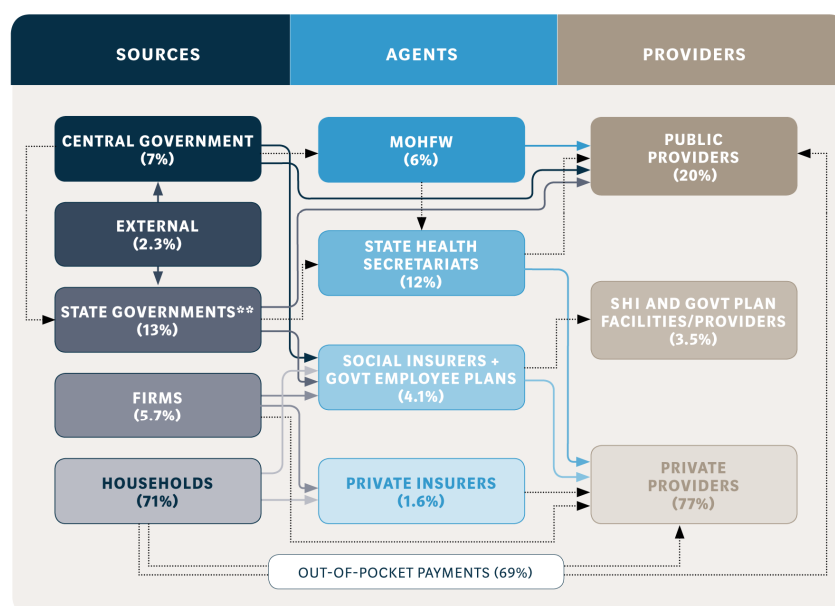 SOURCES
AGENTS
PROVIDERS
CENTRAL GOVERNMENT
(7%)
EXTERNAL
(2.3%)
STATE GOVERNMENTS**
(13%)
FIRMS
(5.7%)
HOUSEHOLDS
(71%)
MOHFW
(6%)
STATE HEALTH
SECRETARIATS
(12%)
SOCIAL INSURERS +
GOVT EMPLOYEE PLANS
(4.1%)
PRIVATE INSURERS
(1.6%)
PUBLIC
PROVIDERS
(20%)
SHI AND GOVT PLAN
FACILITIES/PROVIDERS
(3.5%)
PRIVATE
PROVIDERS
(77%)
OUT-OF-POCKET PAYMENTS (69%)